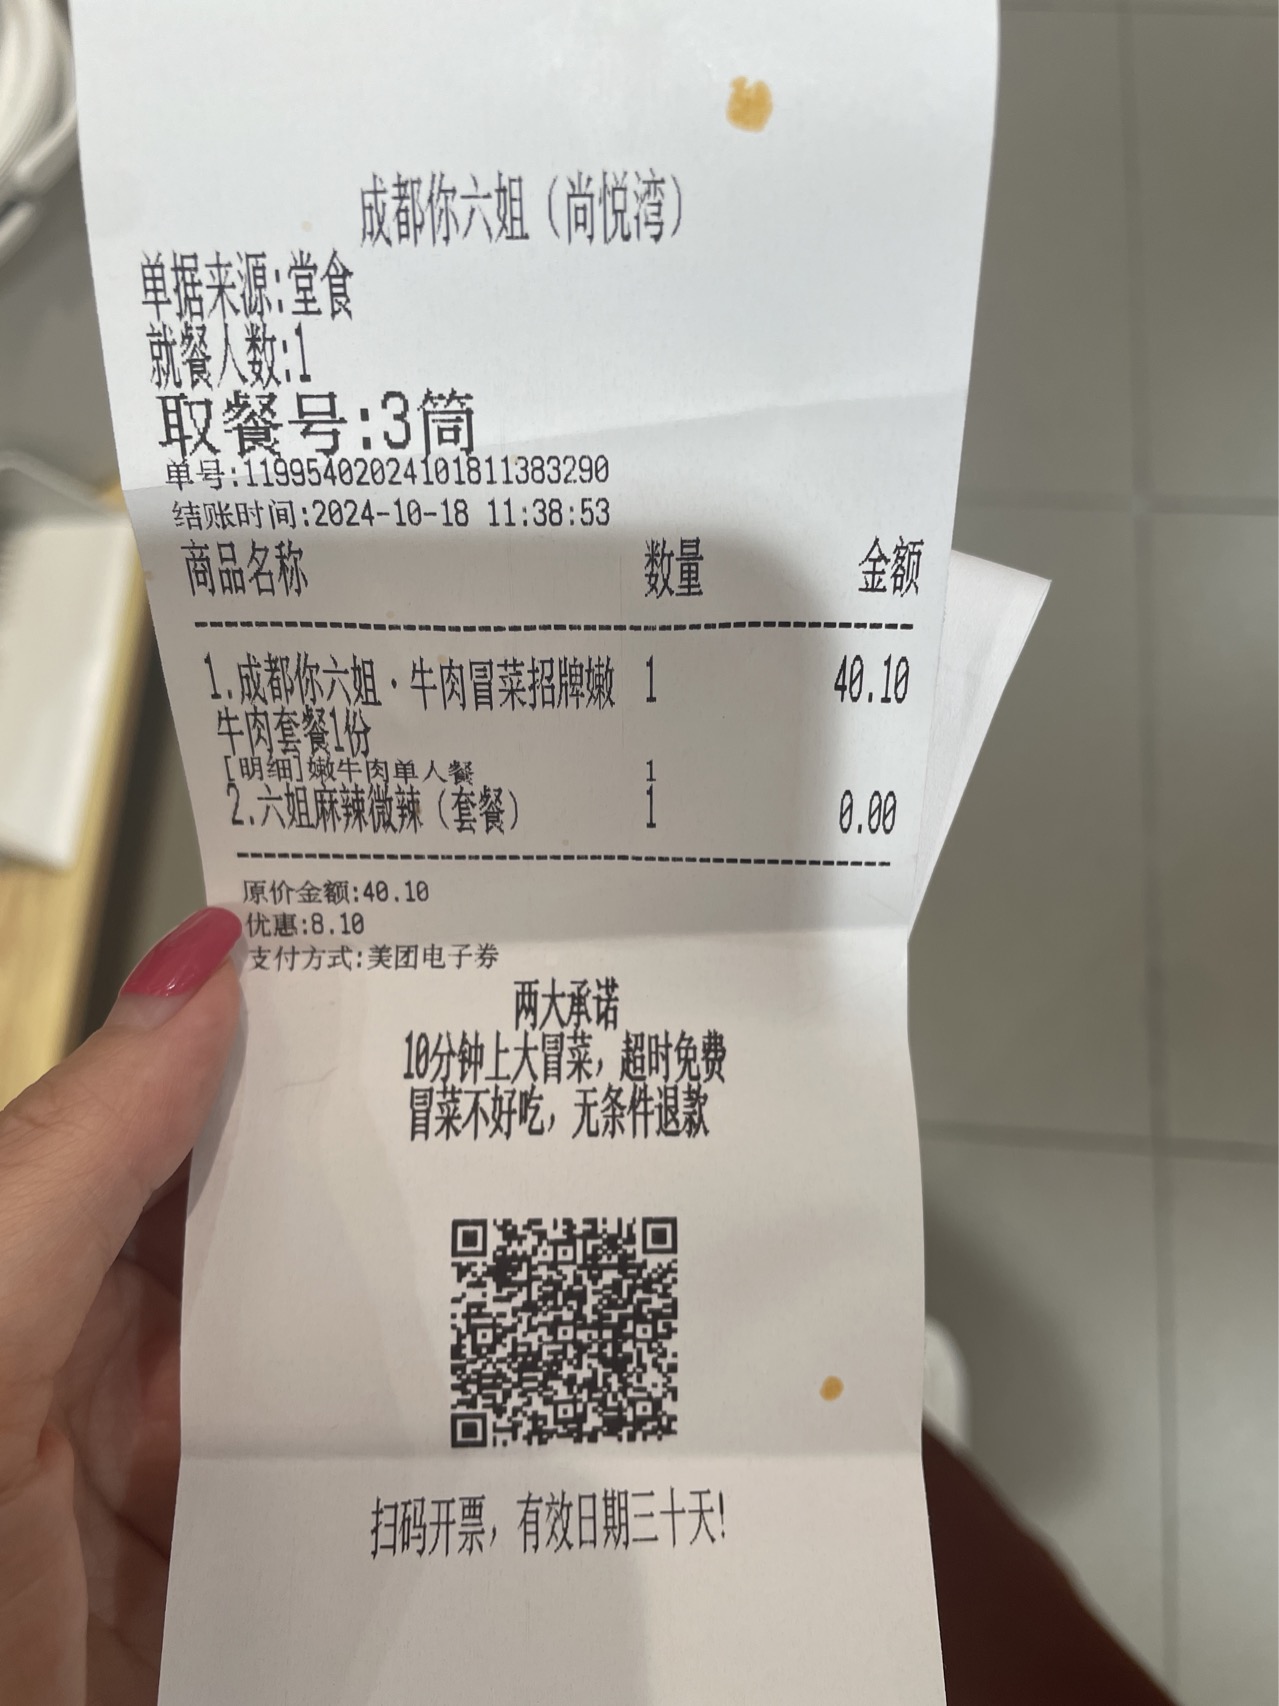 成都你六姐（尚悦湾）
单据来源:堂食
就餐人数:1
取餐号:3筒
单号:11995402024101811383290
结账时间:2024-10-18 11:38:53
商品名称 数量 金额
1.成都你六姐·牛肉冒菜招牌嫩 1 40.10
牛肉套餐1份
[明细]嫩牛肉单人餐 1
2.六姐麻辣微辣（套餐） 1 0.00
原价金额:40.10
优惠:8.10
支付方式:美团电子券
两大承诺
10分钟上大冒菜，超时免费
冒菜不好吃，无条件退款
扫码开票，有效日期三十天!